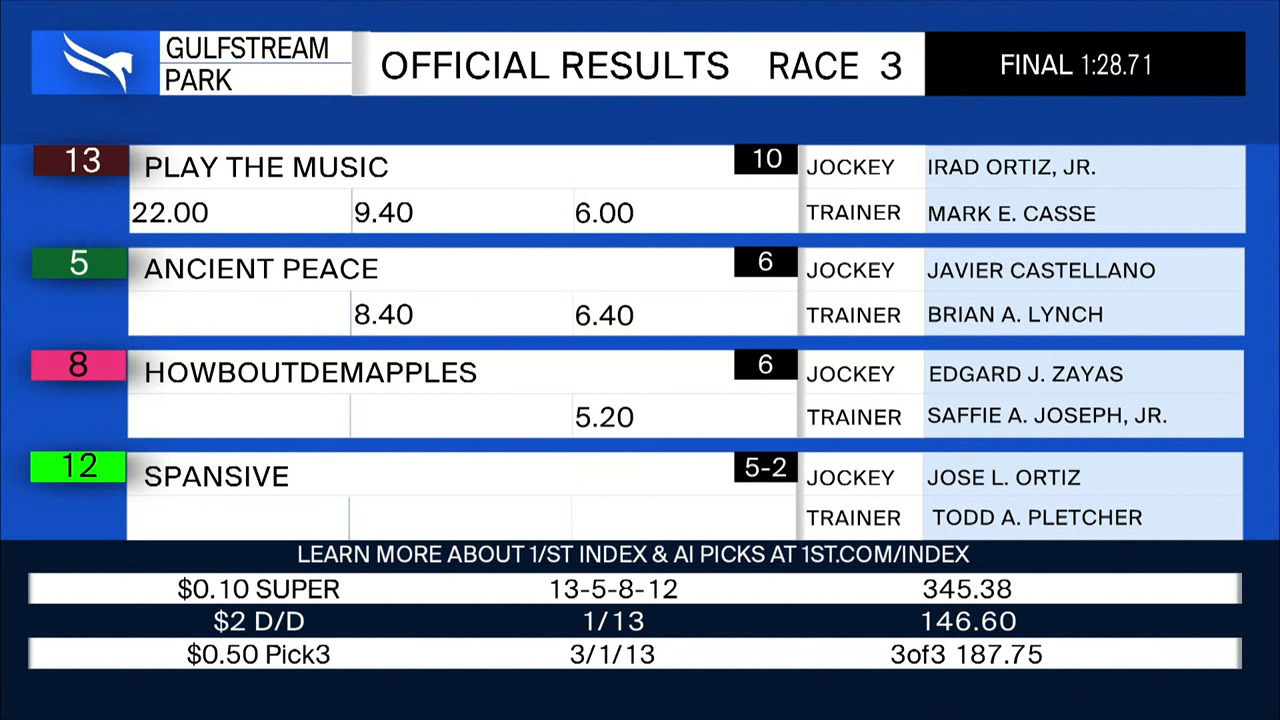 GULFSTREAM PARK OFFICIAL RESULTS RACE 3 FINAL 1:28.71
13 PLAY THE MUSIC 10 JOCKEY IRAD ORTIZ, JR.
22.00 9.40 6.00 TRAINER MARK E. CASSE
5 ANCIENT PEACE 6 JOCKEY JAVIER CASTELLANO
8.40 6.40 TRAINER BRIAN A. LYNCH
8 HOWBOUTDEMAPPLES 6 JOCKEY EDGARD J. ZAYAS
5.20 TRAINER SAFFIE A. JOSEPH, JR.
12 SPANSIVE 5-2 JOCKEY JOSE L. ORTIZ
TRAINER TODD A. PLETCHER
LEARN MORE ABOUT 1/ST INDEX & AI PICKS AT 1ST.COM/INDEX
$0.10 SUPER 13-5-8-12 345.38
$2 D/D 1/13 146.60
$0.50 Pick3 3/1/13 3of3 187.75